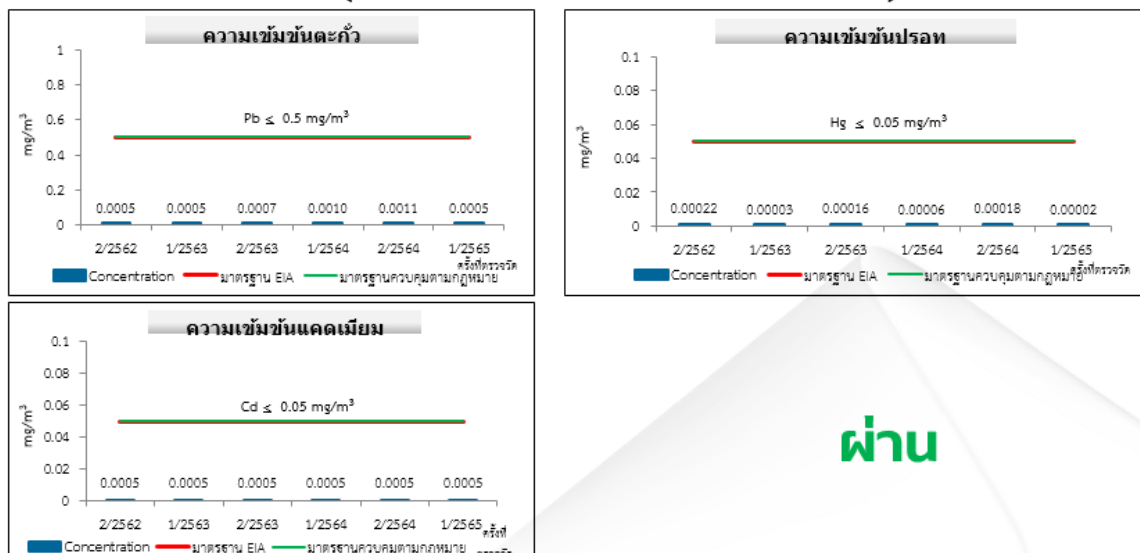 ความเข้มข้นตะกั่ว
mg/m³
1
0.8
0.6
0.4
0.2
0
Pb ≤ 0.5 mg/m³
0.0005 0.0005 0.0007 0.0010 0.0011 0.0005
2/2562 1/2563 2/2563 1/2564 2/2564 1/2565
ครั้งที่ตรวจวัด
Concentration มาตรฐาน EIA มาตรฐานควบคุมตามกฎหมาย
ความเข้มข้นปรอท
mg/m³
0.1
0.08
0.06
0.04
0.02
0
Hg ≤ 0.05 mg/m³
0.00022 0.00003 0.00016 0.00006 0.00018 0.00002
2/2562 1/2563 2/2563 1/2564 2/2564 1/2565
ครั้งที่ตรวจวัด
Concentration มาตรฐาน EIA มาตรฐานควบคุมตามกฎหมาย
ความเข้มข้นแคดเมียม
mg/m³
0.1
0.08
0.06
0.04
0.02
0
Cd ≤ 0.05 mg/m³
0.0005 0.0005 0.0005 0.0005 0.0005 0.0005
2/2562 1/2563 2/2563 1/2564 2/2564 1/2565
ครั้งที่
Concentration มาตรฐาน EIA มาตรฐานควบคุมตามกฎหมาย
ผ่าน